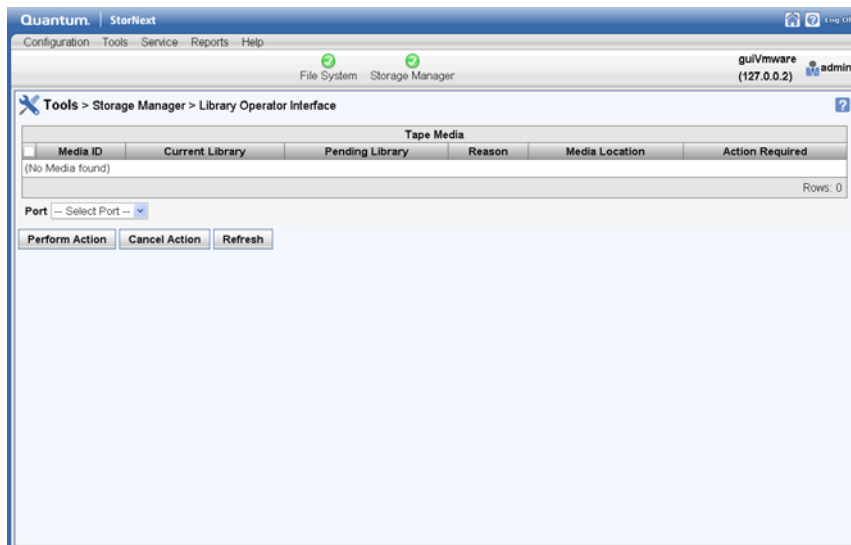 Quantum. | StorNext Log Of
Configuration Tools Service Reports Help
File System Storage Manager guiVmware (127.0.0.2) admin
Tools > Storage Manager > Library Operator Interface
Tape Media
Media ID Current Library Pending Library Reason Media Location Action Required
(No Media found)
Rows: 0
Port -- Select Port --
Perform Action Cancel Action Refresh